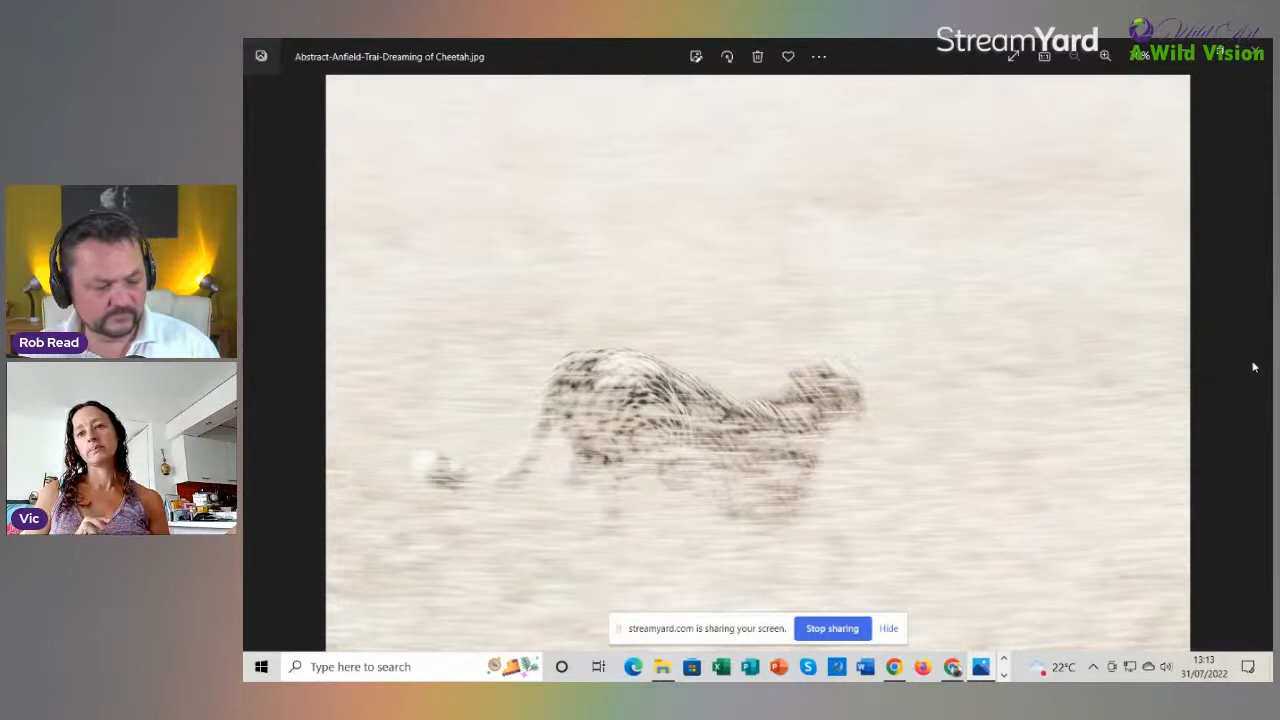 StreamYard
A Wild Vision
Abstract-Anfield-Trai-Dreaming of Cheetah.jpg
Rob Read
Vic
streamyard.com is sharing your screen.
Stop sharing
Hide
Type here to search
22°C
13:13
31/07/2022